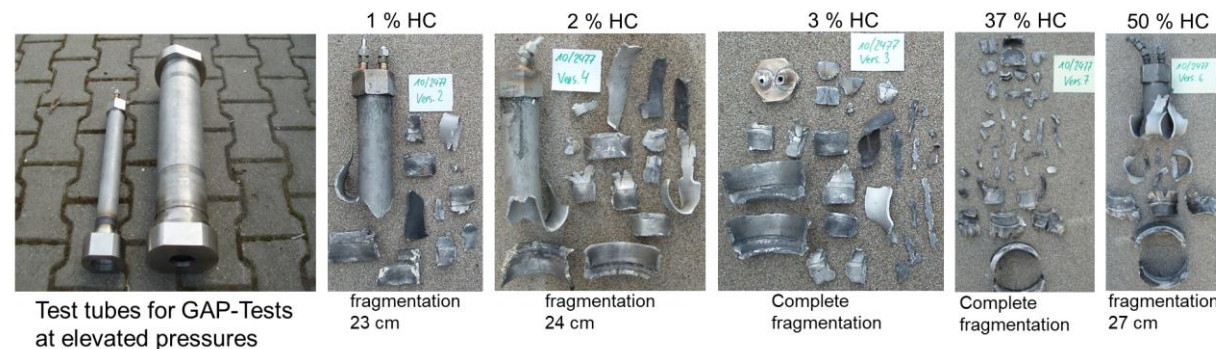 1 % HC
2 % HC
3 % HC
37 % HC
50 % HC
10/2477
Vers. 2
10/2477
Vers. 4
10/2477
Vers. 3
10/2477
Vers. 7
10/2477
Vers. 6
Test tubes for GAP-Tests
at elevated pressures
fragmentation
23 cm
fragmentation
24 cm
Complete
fragmentation
Complete
fragmentation
fragmentation
27 cm